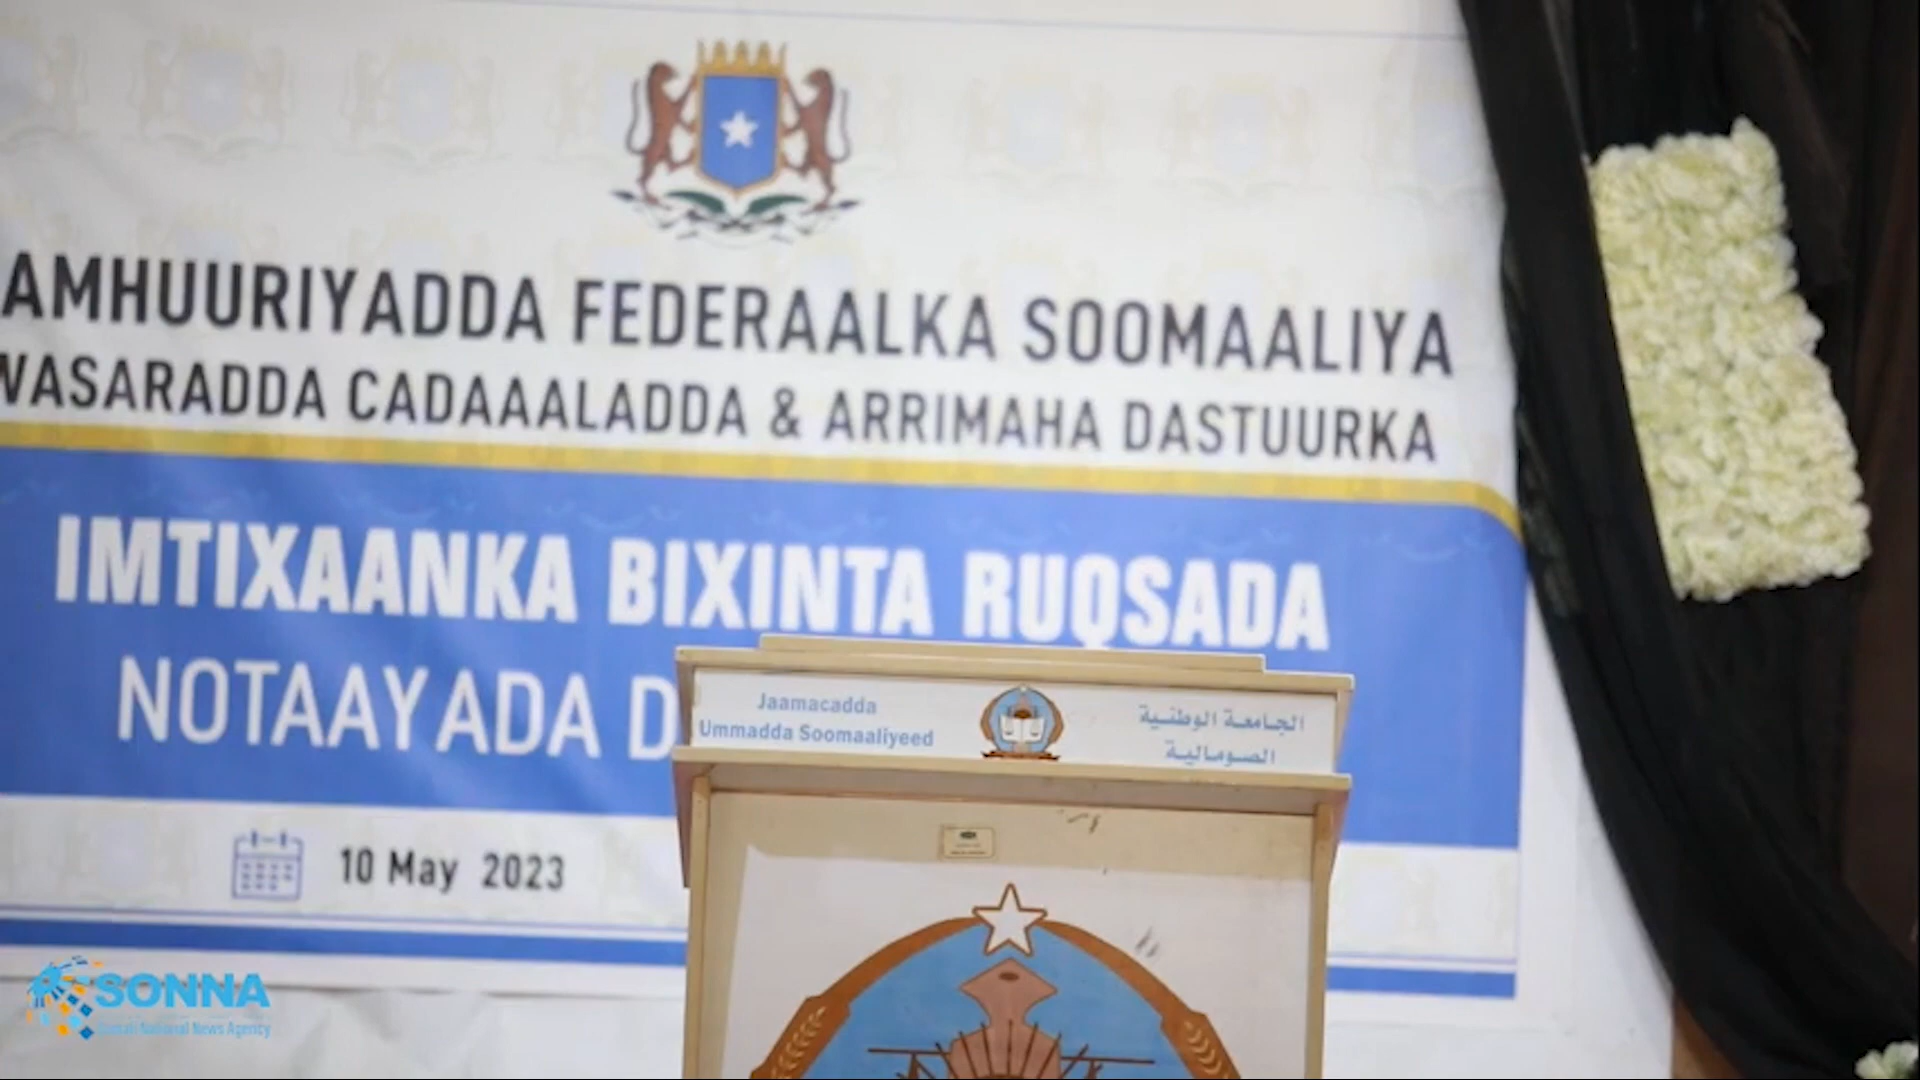 AMHUURIYADDA FEDERAALKA SOOMAALIYA
WASARADDA CADAAALADDA & ARRIMAHA DASTUURKA
IMTIXAANKA BIXINTA RUQSADA
NOTAAYADA D
10 May 2023
Jaamacadda
Ummadda Soomaaliyeed
الجامعة الوطنية
الصومالية
SONNA
Somali National News Agency